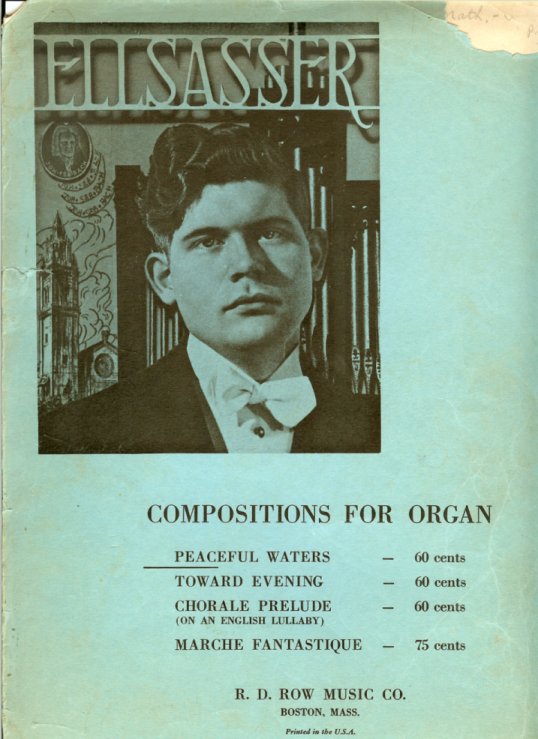 ELLSASSER
COMPOSITIONS FOR ORGAN
PEACEFUL WATERS — 60 cents
TOWARD EVENING — 60 cents
CHORALE PRELUDE — 60 cents
(ON AN ENGLISH LULLABY)
MARCHE FANTASTIQUE — 75 cents
R. D. ROW MUSIC CO.
BOSTON, MASS.
Printed in the U.S.A.